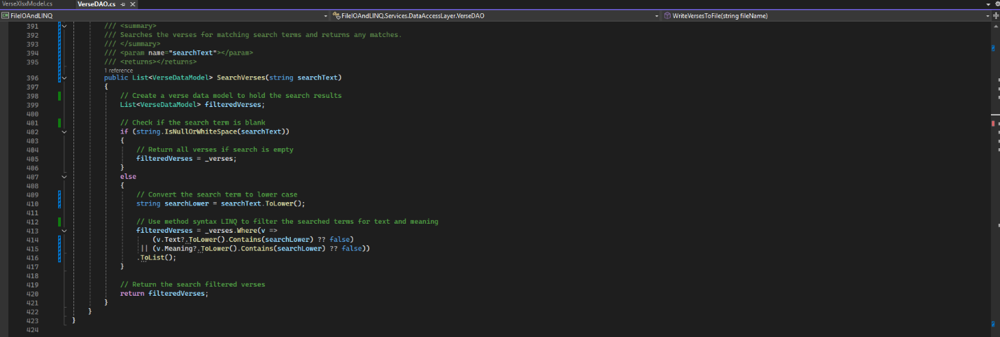 VerseXlsxModel.cs VerseDAO.cs
FileIOAndLINQ FileIOAndLINQ.Services.DataAccessLayer.VerseDAO WriteVersesToFile(string fileName)
391 /// <summary>
392 /// Searches the verses for matching search terms and returns any matches.
393 /// </summary>
394 /// <param name="searchText"></param>
395 /// <returns></returns>
1 reference
396 public List<VerseDataModel> SearchVerses(string searchText)
397 {
398 // Create a verse data model to hold the search results
399 List<VerseDataModel> filteredVerses;
400
401 // Check if the search term is blank
402 if (string.IsNullOrWhiteSpace(searchText))
403 {
404 // Return all verses if search is empty
405 filteredVerses = _verses;
406 }
407 else
408 {
409 // Convert the search term to lower case
410 string searchLower = searchText.ToLower();
411
412 // Use method syntax LINQ to filter the searched terms for text and meaning
413 filteredVerses = _verses.Where(v =>
414 (v.Text?.ToLower().Contains(searchLower) ?? false)
415 || (v.Meaning?.ToLower().Contains(searchLower) ?? false))
416 .ToList();
417 }
418
419 // Return the search filtered verses
420 return filteredVerses;
421 }
422 }
423 }
424